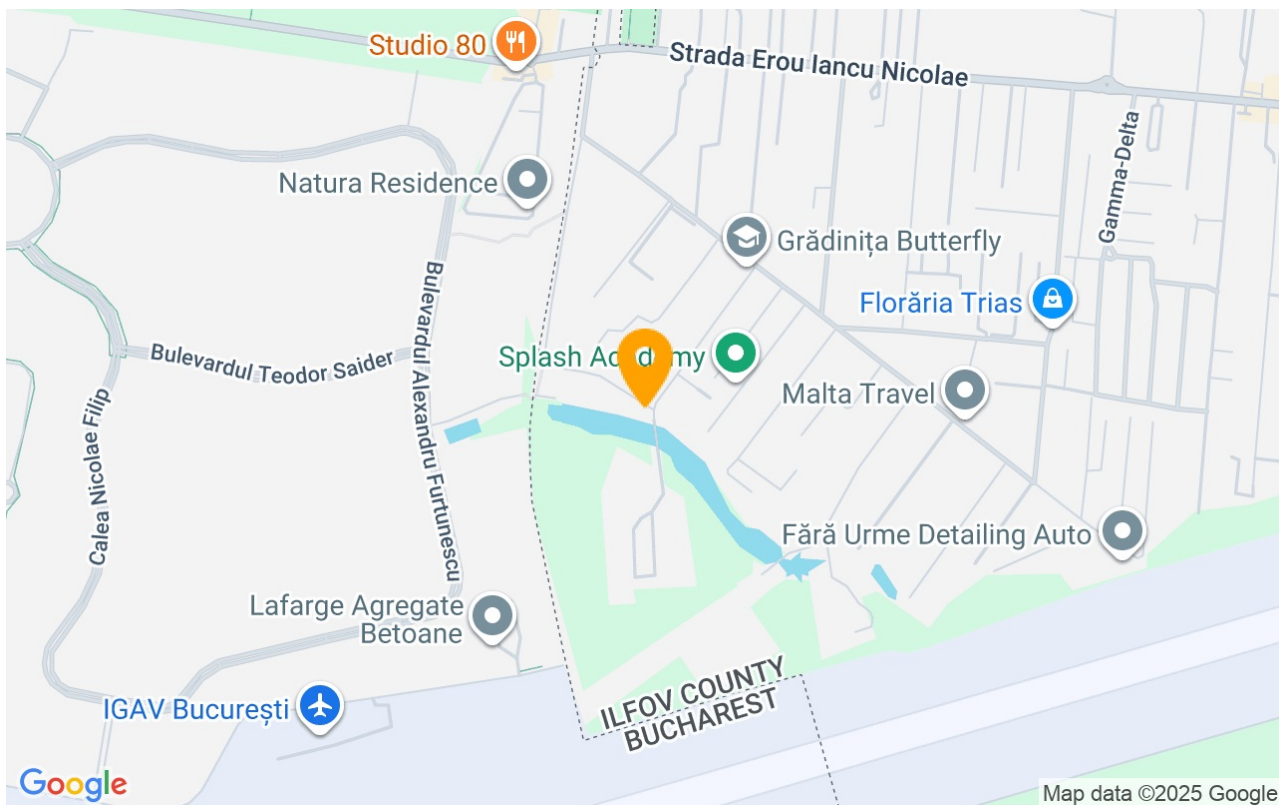 Studio 80
Strada Erou Iancu Nicolae
Gamma-Delta
Natura Residence
Grădinița Butterfly
Florăria Trias
Bulevardul Alexandru Furtunescu
Bulevardul Teodor Saider
Splash Academy
Malta Travel
Calea Nicolae Filip
Fără Urme Detailing Auto
Lafarge Agregate
Betoane
ILFOV COUNTY
BUCHAREST
IGAV București
Google
Map data ©2025 Google